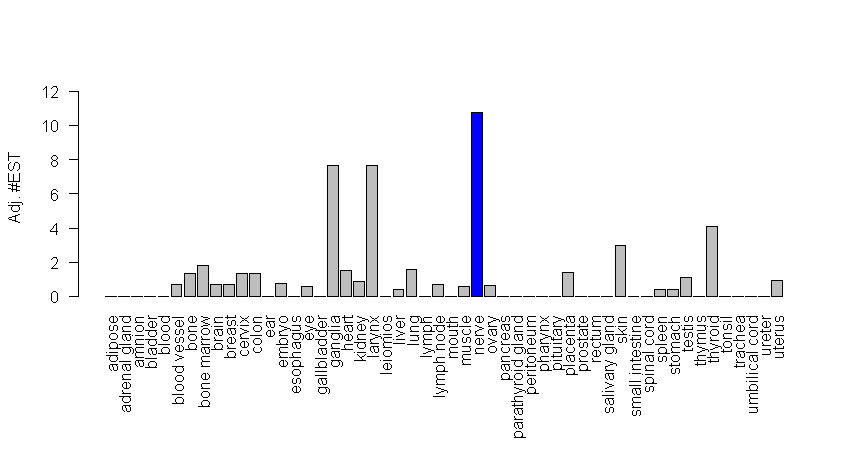 Adj. #EST
12
10
8
6
4
2
0
adipose
adrenal gland
amnion
bladder
blood
blood vessel
bone
bone marrow
brain
breast
cervix
colon
ear
embryo
esophagus
eye
gallbladder
ganglia
heart
kidney
larynx
leiomios
liver
lung
lymph
lymph node
mouth
muscle
nerve
ovary
pancreas
parathyroid gland
peritoneum
pharynx
pituitary
placenta
prostate
rectum
salivary gland
skin
small intestine
spinal cord
spleen
stomach
testis
thymus
thyroid
tonsil
trachea
umbilical cord
ureter
uterus